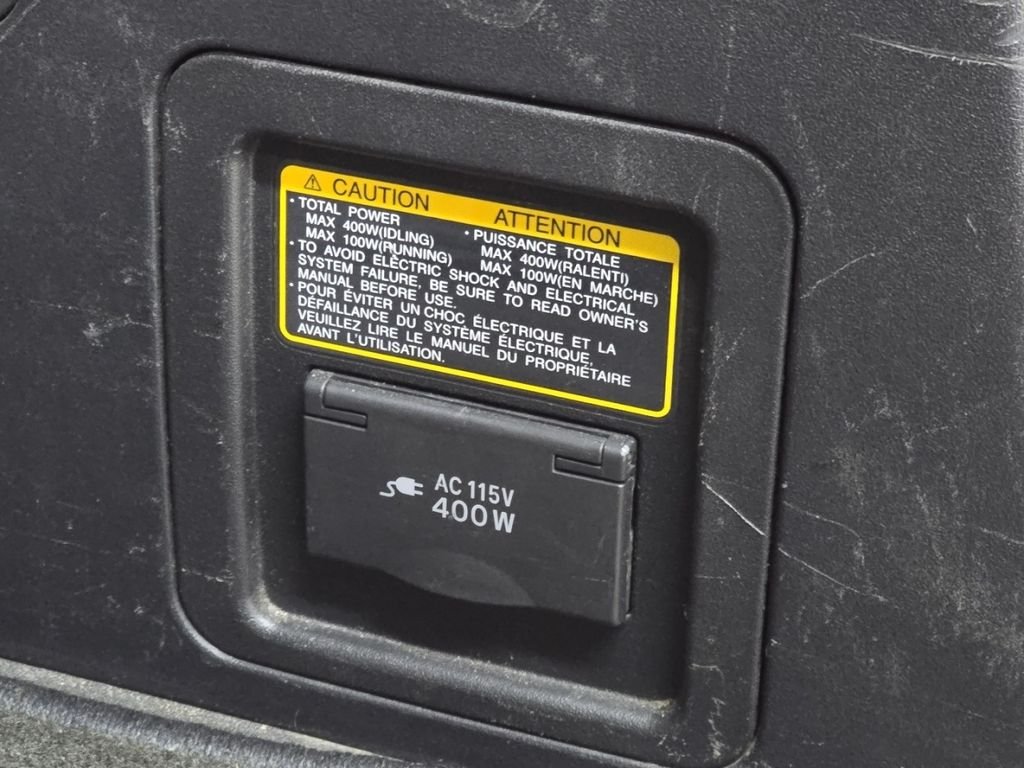 CAUTION ATTENTION
• TOTAL POWER
MAX 400W(IDLING)
MAX 100W(RUNNING)
• PUISSANCE TOTALE
MAX 400W(RALENTI)
MAX 100W(EN MARCHE)
• TO AVOID ELECTRIC SHOCK AND ELECTRICAL
SYSTEM FAILURE, BE SURE TO READ OWNER'S
MANUAL BEFORE USE.
• POUR ÉVITER UN CHOC ÉLECTRIQUE ET LA
DÉFAILLANCE DU SYSTÈME ÉLECTRIQUE,
VEUILLEZ LIRE LE MANUEL DU PROPRIÉTAIRE
AVANT L'UTILISATION.
AC 115V
400W